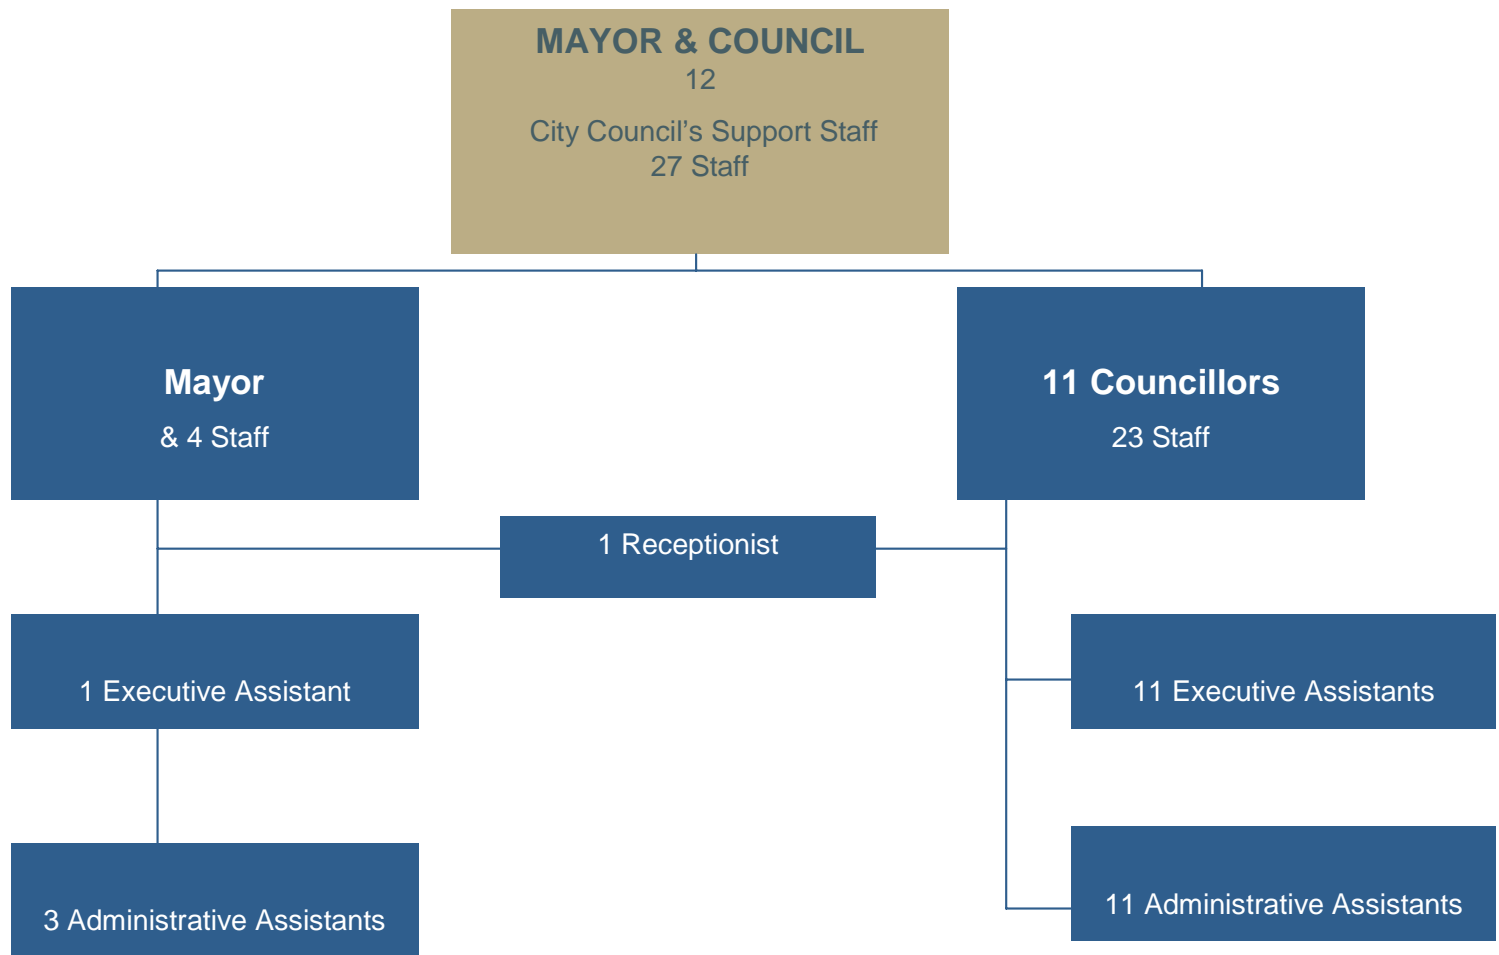 MAYOR & COUNCIL
12
City Council’s Support Staff
27 Staff
Mayor
& 4 Staff
11 Councillors
23 Staff
1 Receptionist
1 Executive Assistant
11 Executive Assistants
3 Administrative Assistants
11 Administrative Assistants